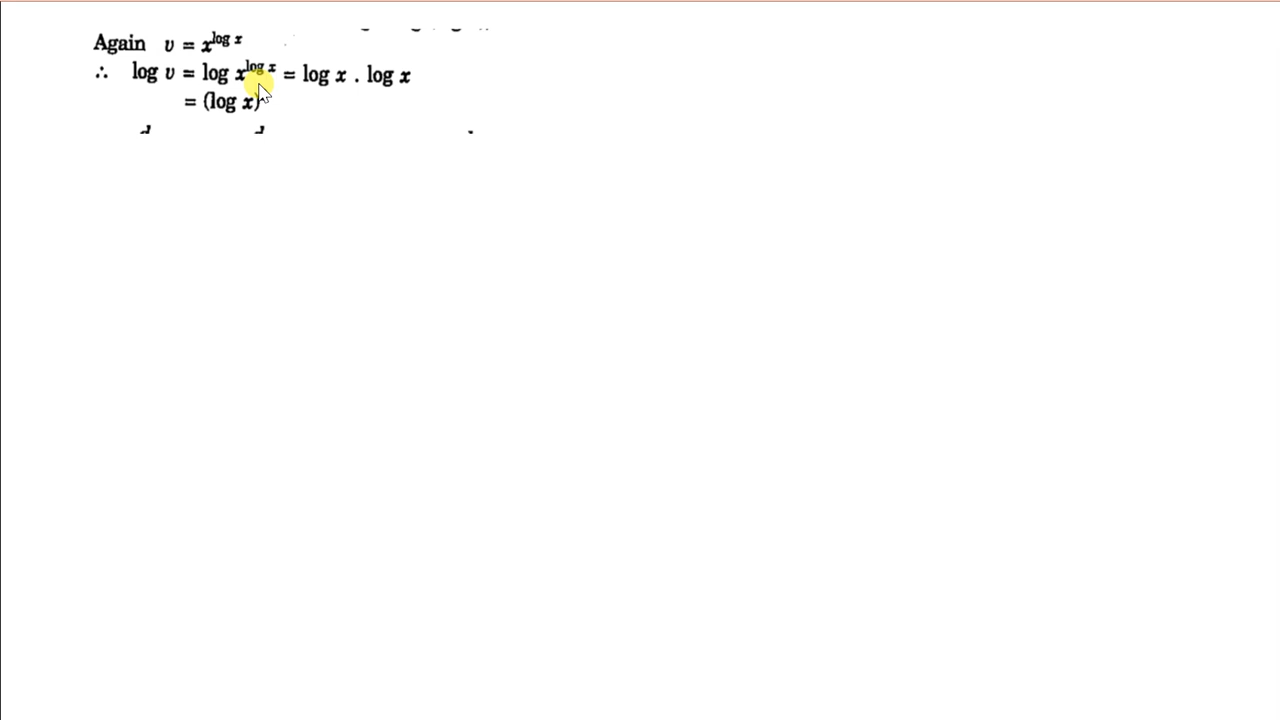 Again v = x^log x
∴ log v = log x^log x = log x . log x
= (log x)